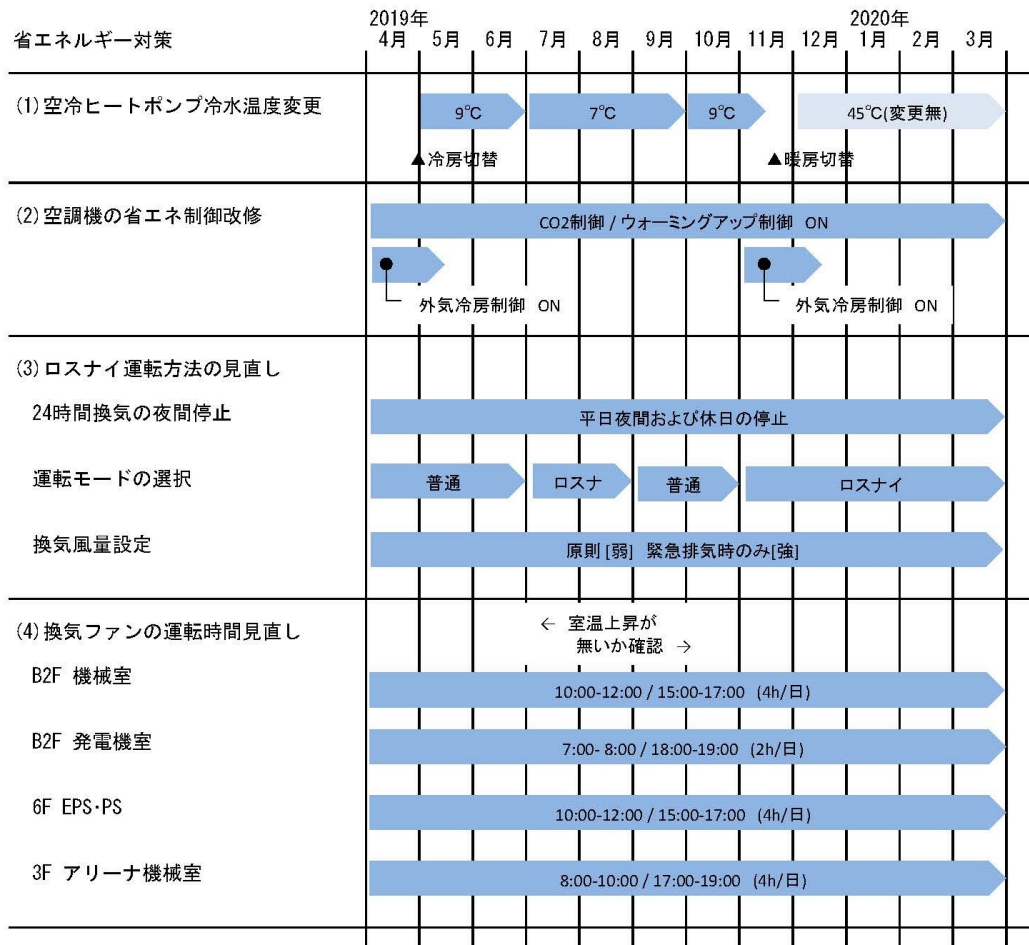 2019年 2020年
省エネルギー対策 4月 5月 6月 7月 8月 9月 10月 11月 12月 1月 2月 3月
(1) 空冷ヒートポンプ冷水温度変更 9℃ 7℃ 9℃ 45℃(変更無)
▲冷房切替 ▲暖房切替
(2) 空調機の省エネ制御改修 CO2制御 / ウォーミングアップ制御 ON
外気冷房制御 ON 外気冷房制御 ON
(3) ロスナイ運転方法の見直し
24時間換気の夜間停止 平日夜間および休日の停止
運転モードの選択 普通 ロスナ 普通 ロスナイ
換気風量設定 原則 [弱] 緊急排気時のみ[強]
(4) 換気ファンの運転時間見直し ← 室温上昇が
無いか確認 →
B2F 機械室 10:00-12:00 / 15:00-17:00 (4h/日)
B2F 発電機室 7:00- 8:00 / 18:00-19:00 (2h/日)
6F EPS・PS 10:00-12:00 / 15:00-17:00 (4h/日)
3F アリーナ機械室 8:00-10:00 / 17:00-19:00 (4h/日)